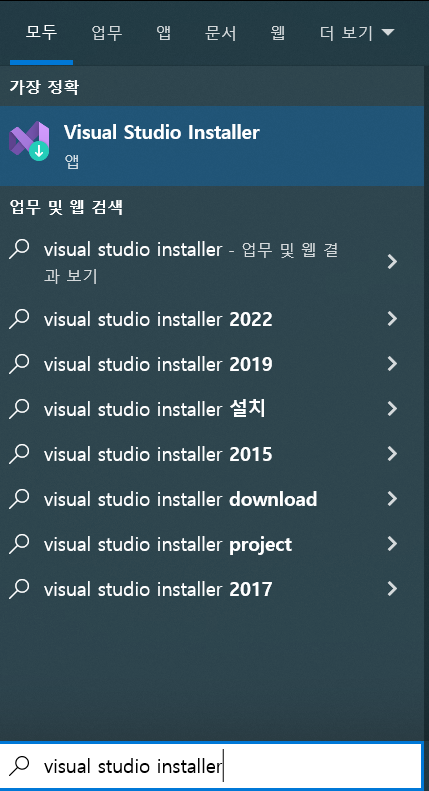 모두 업무 앱 문서 웹 더 보기
가장 정확
Visual Studio Installer
앱
업무 및 웹 검색
visual studio installer - 업무 및 웹 결
과 보기
visual studio installer 2022
visual studio installer 2019
visual studio installer 설치
visual studio installer 2015
visual studio installer download
visual studio installer project
visual studio installer 2017
visual studio installer